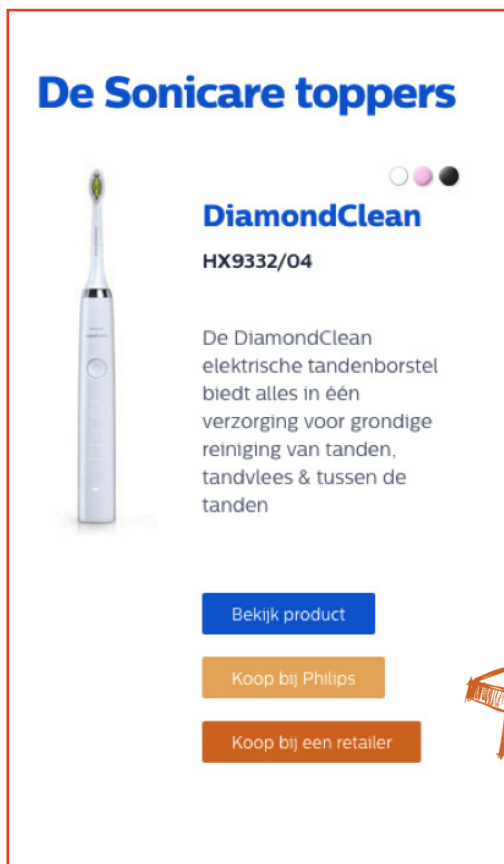 De Sonicare toppers
DiamondClean
HX9332/04
De DiamondClean
elektrische tandenborstel
biedt alles in één
verzorging voor grondige
reiniging van tanden,
tandvlees & tussen de
tanden
Bekijk product
Koop bij Philips
Koop bij een retailer